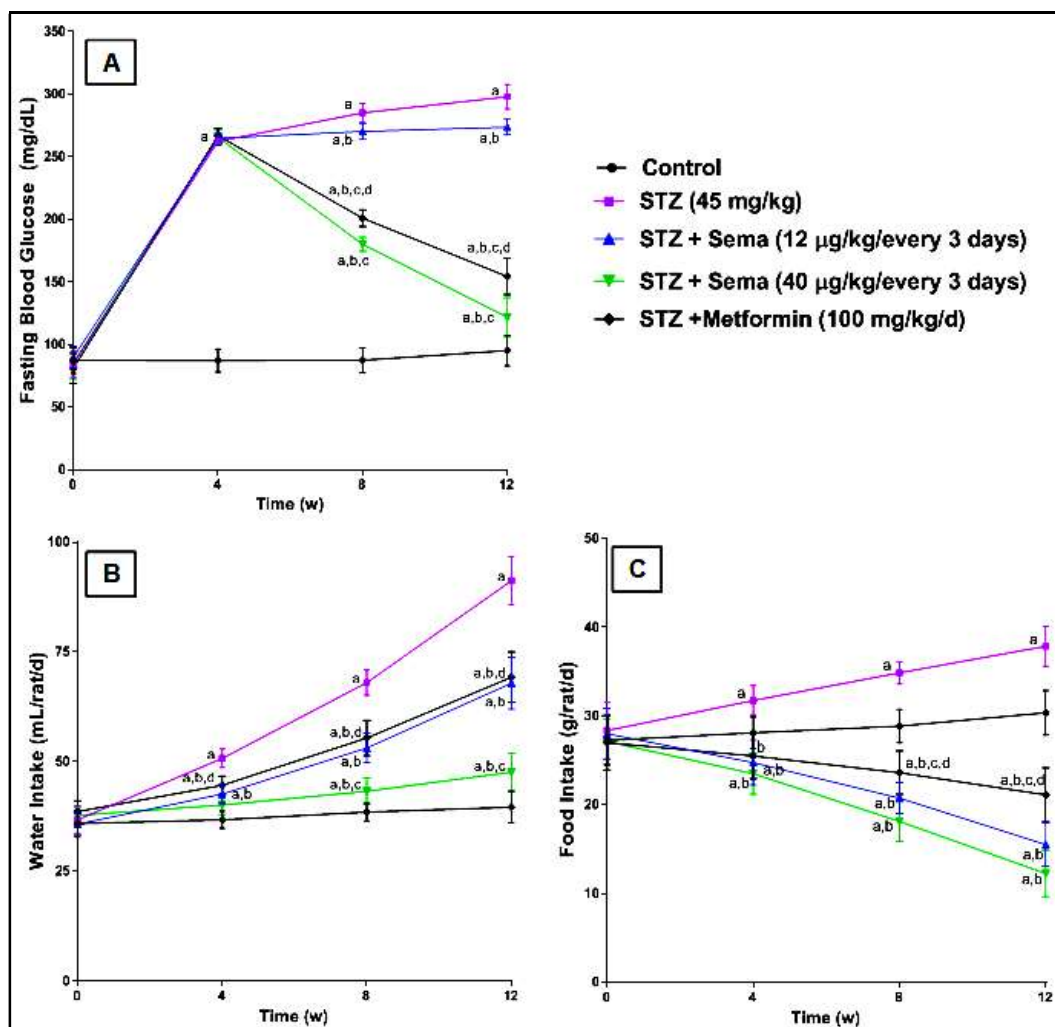 A
Fasting Blood Glucose (mg/dL)
350
300
250
200
150
100
50
0
a
a
a
a,b
a,b
a,b,c,d
a,b,c
a,b,c,d
a,b,c
0 4 8 12
Time (w)
Control
STZ (45 mg/kg)
STZ + Sema (12 µg/kg/every 3 days)
STZ + Sema (40 µg/kg/every 3 days)
STZ +Metformin (100 mg/kg/d)
B
Water Intake (mL/rat/d)
100
75
50
25
0
a
a
a
a,b,d
a,b
a,b,d
a,b
a,b,c
a,b,d
a,b
a,b,c
0 4 8 12
Time (w)
C
Food Intake (g/rat/d)
50
40
30
20
10
0
a
a
a
b
a,b
a,b
a,b,c,d
a,b
a,b
a,b,c,d
a,b
a,b
0 4 8 12
Time (w)